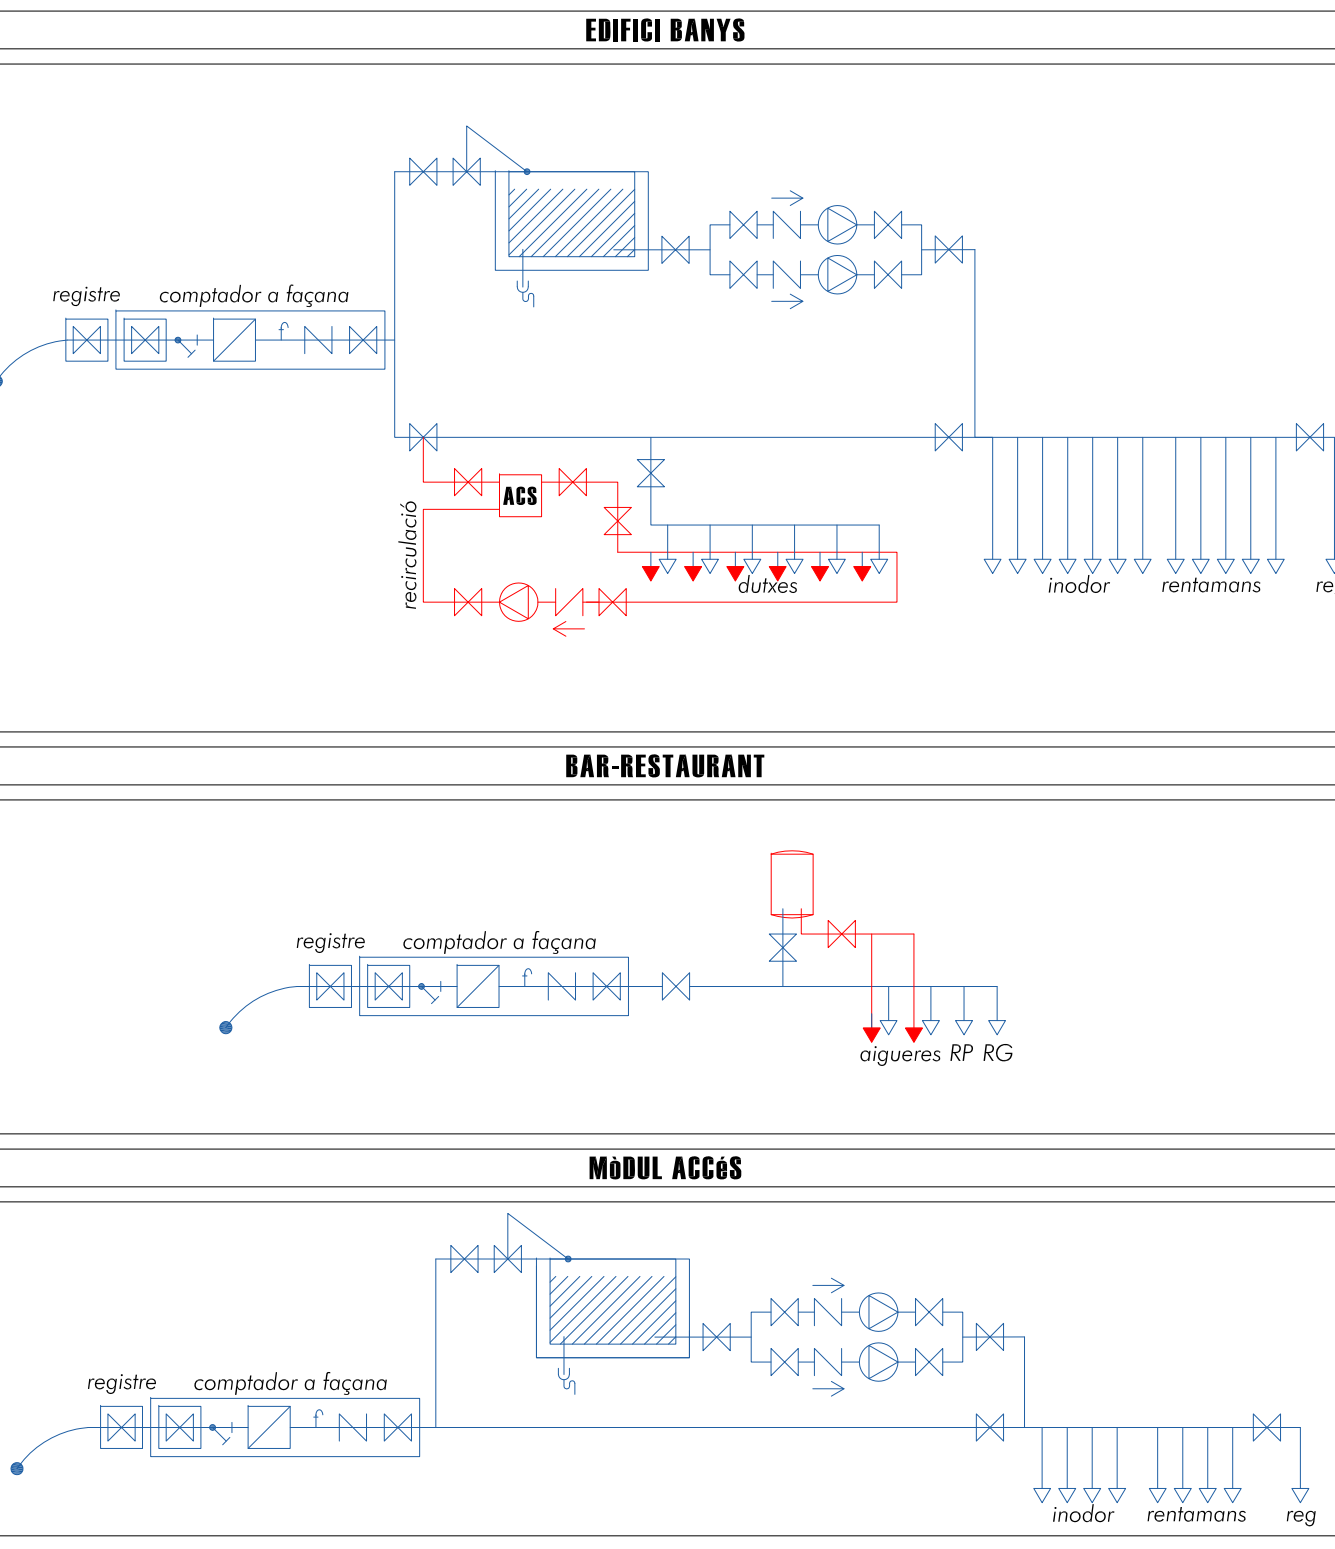 EDIFICI BANYS
registre
comptador a façana
ACS
recirculació
dutxes
inodor
rentamans
re
BAR-RESTAURANT
registre
comptador a façana
aigueres
RP
RG
MòDUL ACCéS
registre
comptador a façana
inodor
rentamans
reg